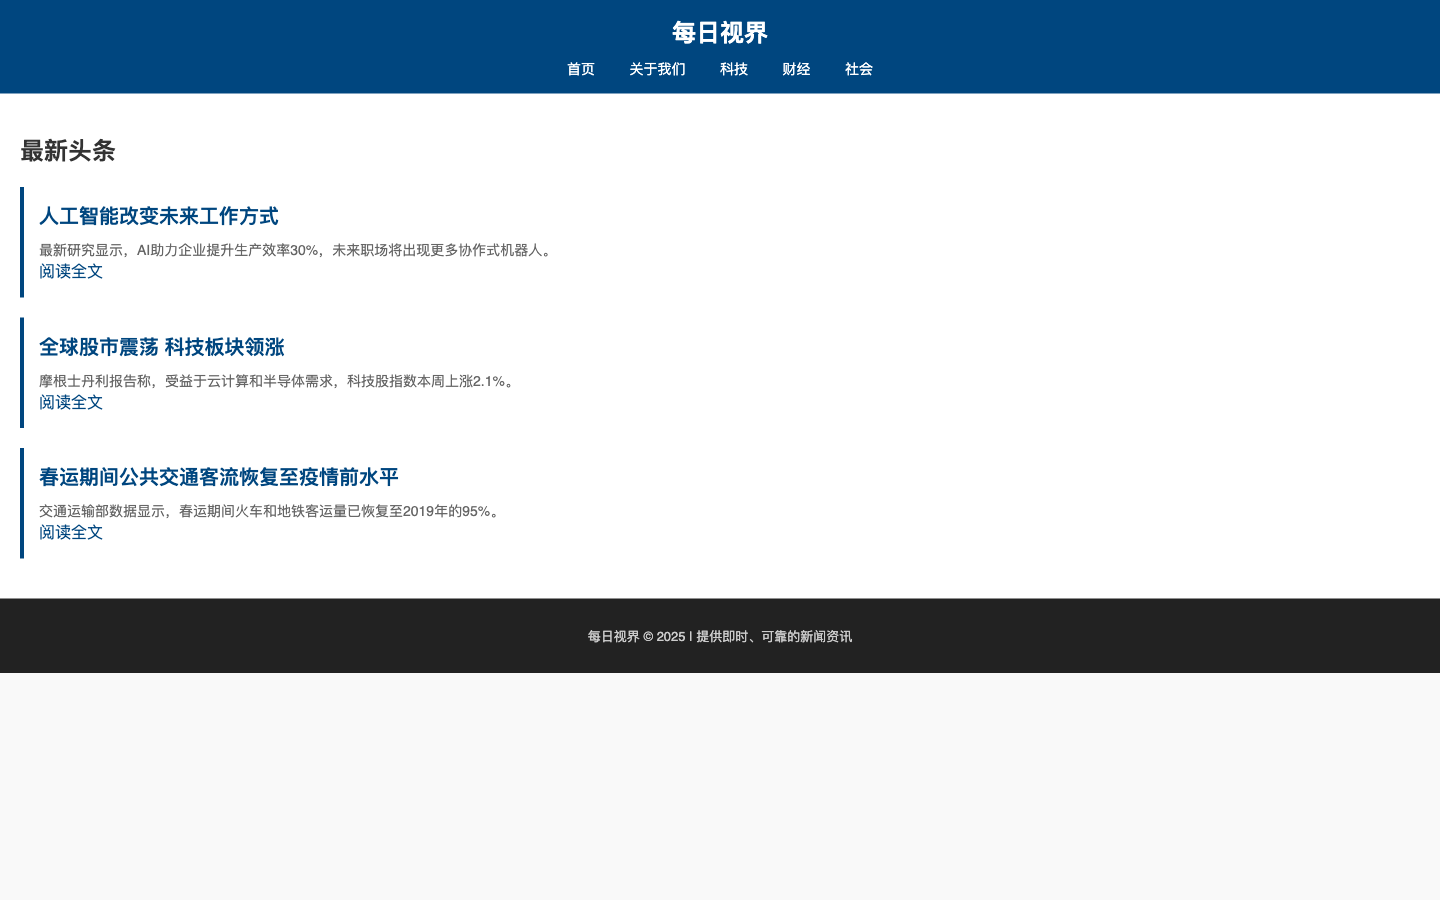 每日视界
首页 关于我们 科技 财经 社会
最新头条
人工智能改变未来工作方式
最新研究显示，AI助力企业提升生产效率30%，未来职场将出现更多协作式机器人。
阅读全文
全球股市震荡 科技板块领涨
摩根士丹利报告称，受益于云计算和半导体需求，科技股指数本周上涨2.1%。
阅读全文
春运期间公共交通客流恢复至疫情前水平
交通运输部数据显示，春运期间火车和地铁客运量已恢复至2019年的95%。
阅读全文
每日视界 © 2025 | 提供即时、可靠的新闻资讯